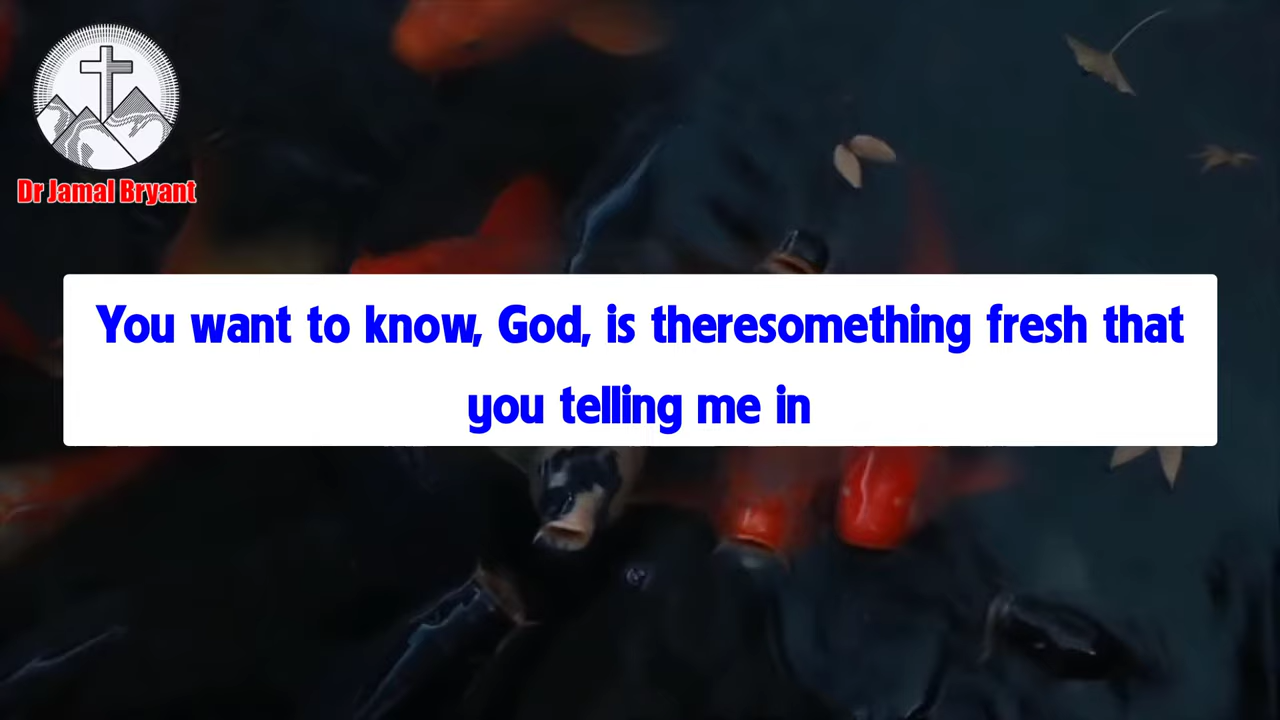 Dr Jamal Bryant
You want to know, God, is theresomething fresh that
you telling me in